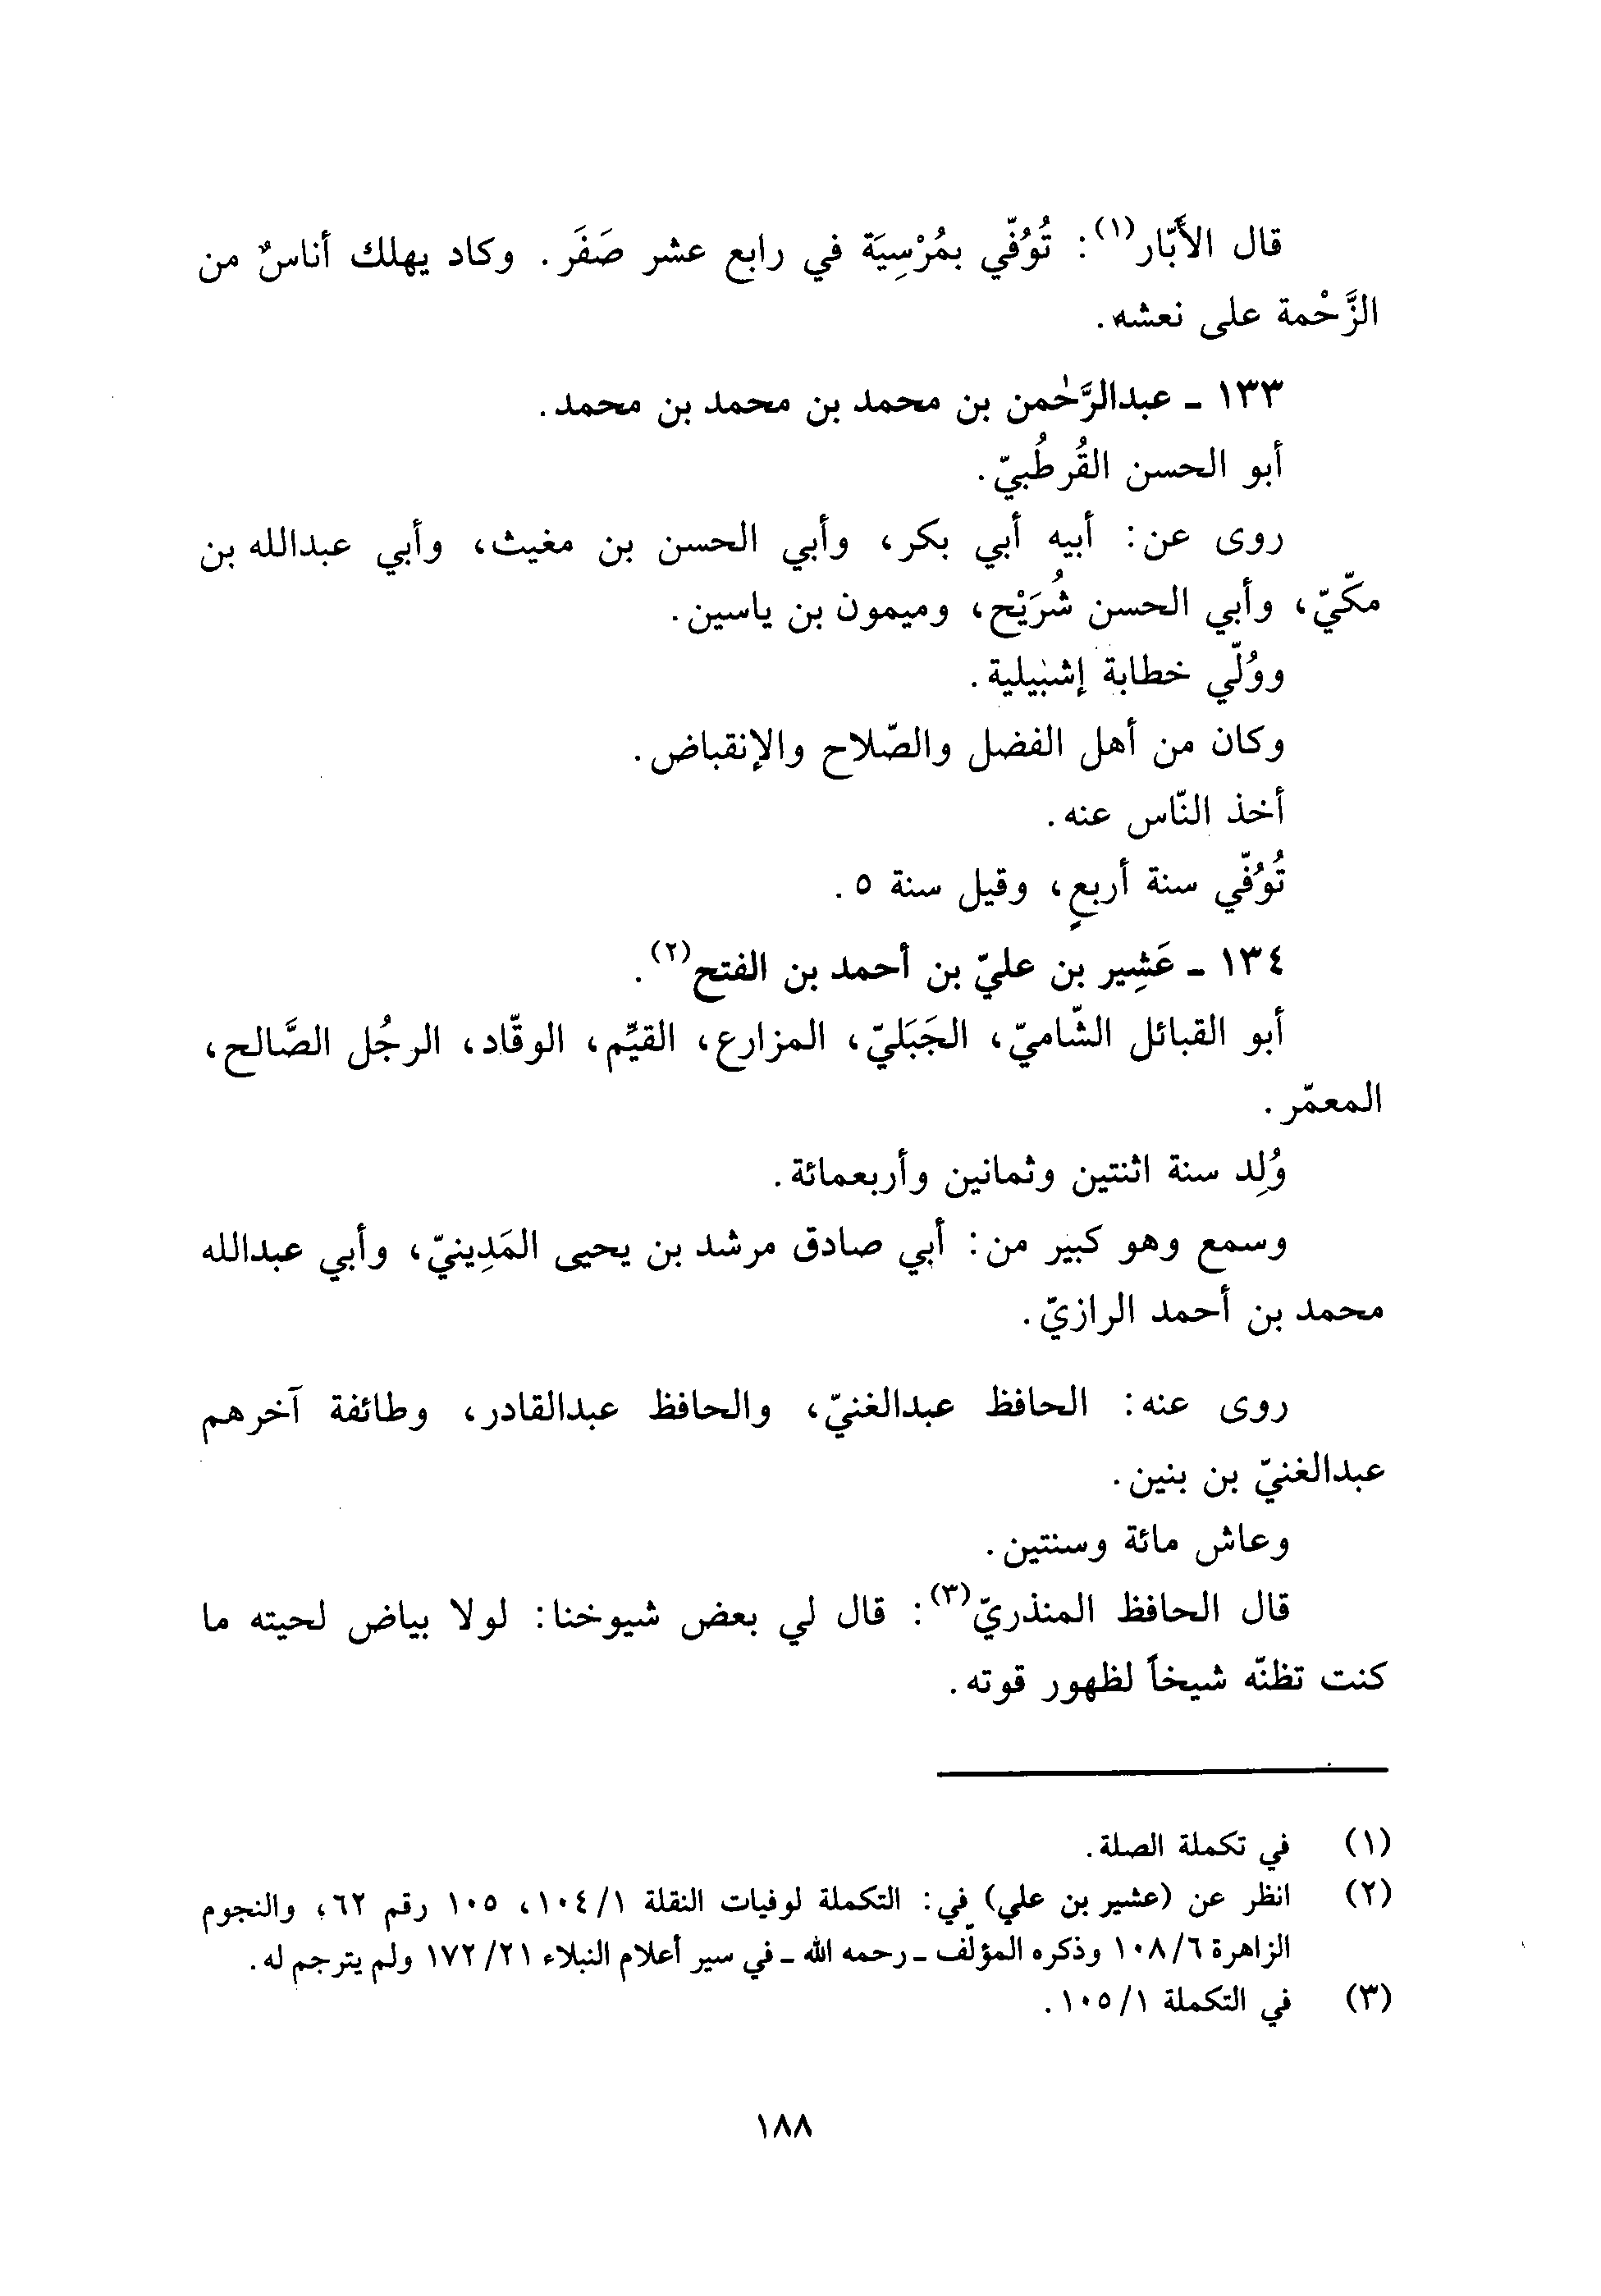 قال الأَبّار(١): تُوُفّي بمُرْسِيَة في رابع عشر صَفَر. وكاد يهلك أناسٌ من
الزَّحْمة على نعشه.
١٣٣ ـ عبدالرَّحٰمن بن محمد بن محمد بن محمد.
أبو الحسن القُرطُبيّ.
روى عن: أبيه أبي بكر، وأبي الحسن بن مغيث، وأبي عبدالله بن
مكّيّ، وأبي الحسن شُرَيْح، وميمون بن ياسين.
ووُلّي خطابة إشبيلية.
وكان من أهل الفضل والصّلاح والإنقباض.
أخذ النّاس عنه.
تُوُفّي سنة أربعٍ، وقيل سنة ٥.
١٣٤ ـ عَشِير بن عليّ بن أحمد بن الفتح(٢).
أبو القبائل الشّاميّ، الجَبَليّ، المزارع، القيِّم، الوقّاد، الرجُل الصَّالح،
المعمّر.
وُلِد سنة اثنتين وثمانين وأربعمائة.
وسمع وهو كبير من: أبي صادق مرشد بن يحيى المَدِينيّ، وأبي عبدالله
محمد بن أحمد الرازيّ.
روى عنه: الحافظ عبدالغنيّ، والحافظ عبدالقادر، وطائفة آخرهم
عبدالغنيّ بن بنين.
وعاش مائة وسنتين.
قال الحافظ المنذريّ(٣): قال لي بعض شيوخنا: لولا بياض لحيته ما
كنت تظنّه شيخاً لظهور قوته.
(١) في تكملة الصلة.
(٢) انظر عن (عشير بن علي) في: التكملة لوفيات النقلة ١٠٤/١، ١٠٥ رقم ٦٢، والنجوم
الزاهرة ١٠٨/٦ وذكره المؤلّف ـ رحمه الله ـ في سير أعلام النبلاء ١٧٢/٢١ ولم يترجم له.
(٣) في التكملة ١٠٥/١.
١٨٨